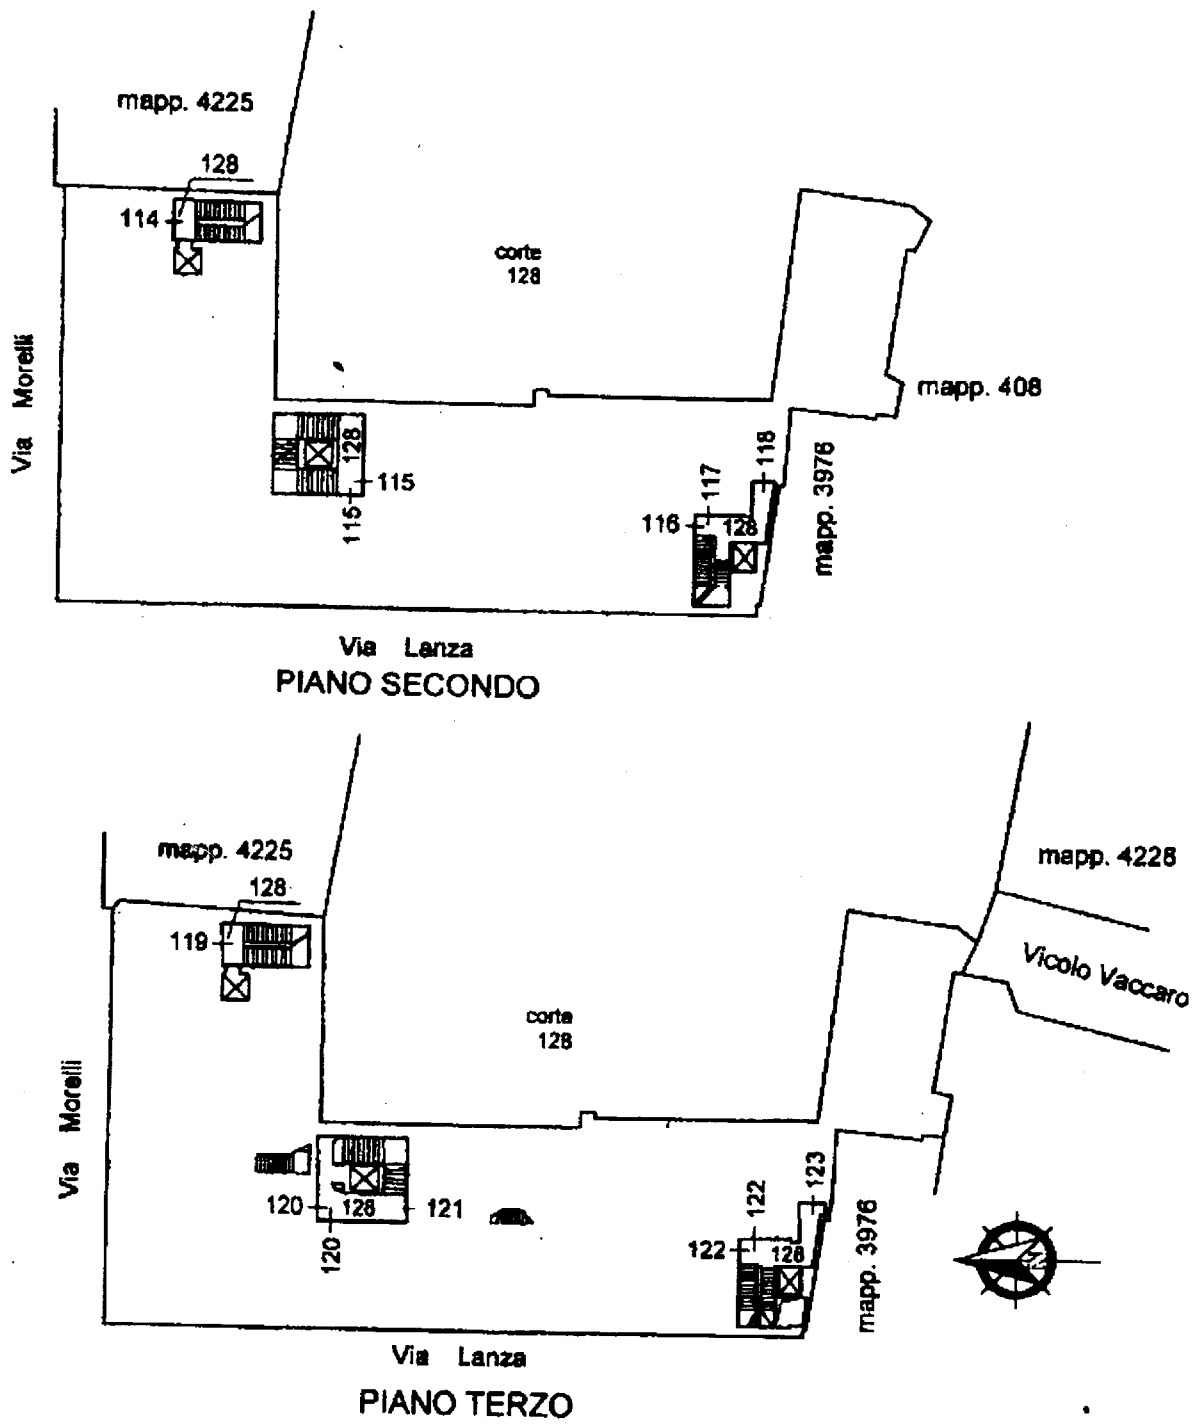 mapp. 4225
128
114
corte
128
Via Morelli
mapp. 408
128
115
115
118
117
116
128
mapp. 3976
Via Lanza
PIANO SECONDO
mapp. 4225
128
119
mapp. 4228
Vicolo Vaccaro
corte
128
Via Morelli
120
128
121
120
123
122
122
128
mapp. 3976
Via Lanza
PIANO TERZO